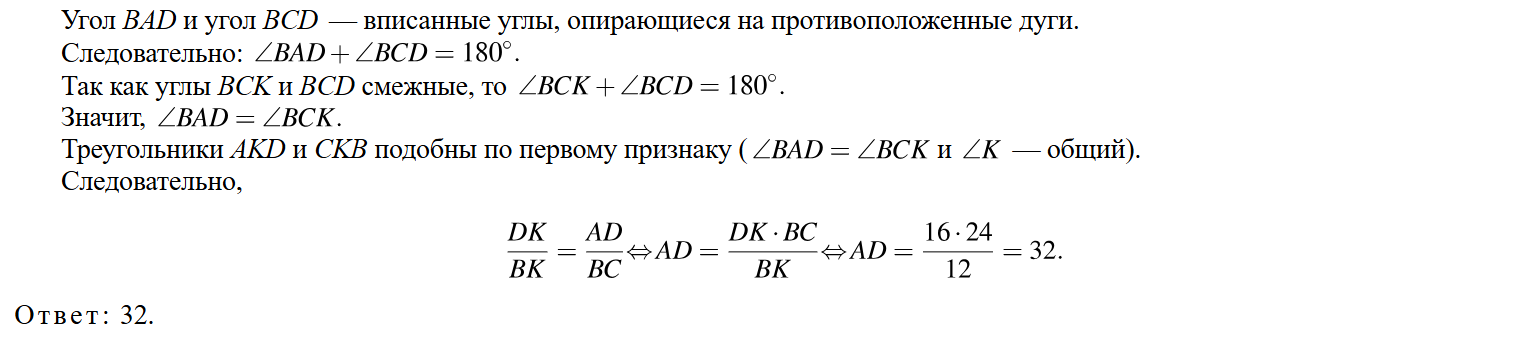 Угол BAD и угол BCD — вписанные углы, опирающиеся на противоположенные дуги.
Следовательно: ∠BAD + ∠BCD = 180°.
Так как углы BCK и BCD смежные, то ∠BCK + ∠BCD = 180°.
Значит, ∠BAD = ∠BCK.
Треугольники AKD и CKB подобны по первому признаку ( ∠BAD = ∠BCK и ∠K — общий).
Следовательно,
DK/BK = AD/BC ⇔ AD = DK · BC/BK ⇔ AD = 16 · 24/12 = 32.
Ответ: 32.